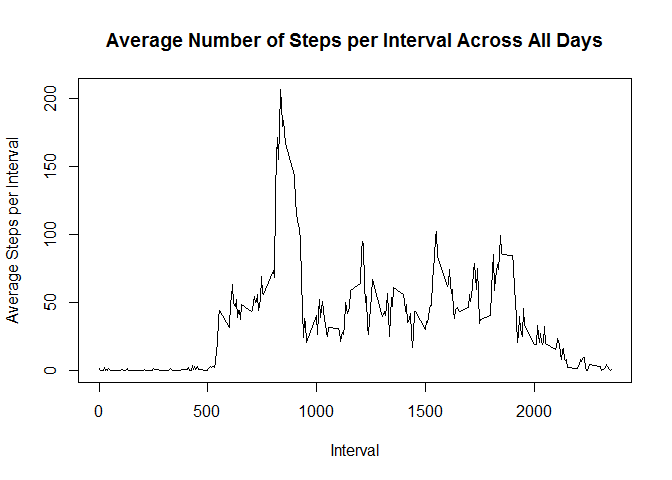 Average Number of Steps per Interval Across All Days
Average Steps per Interval
200
150
100
50
0
0 500 1000 1500 2000
Interval